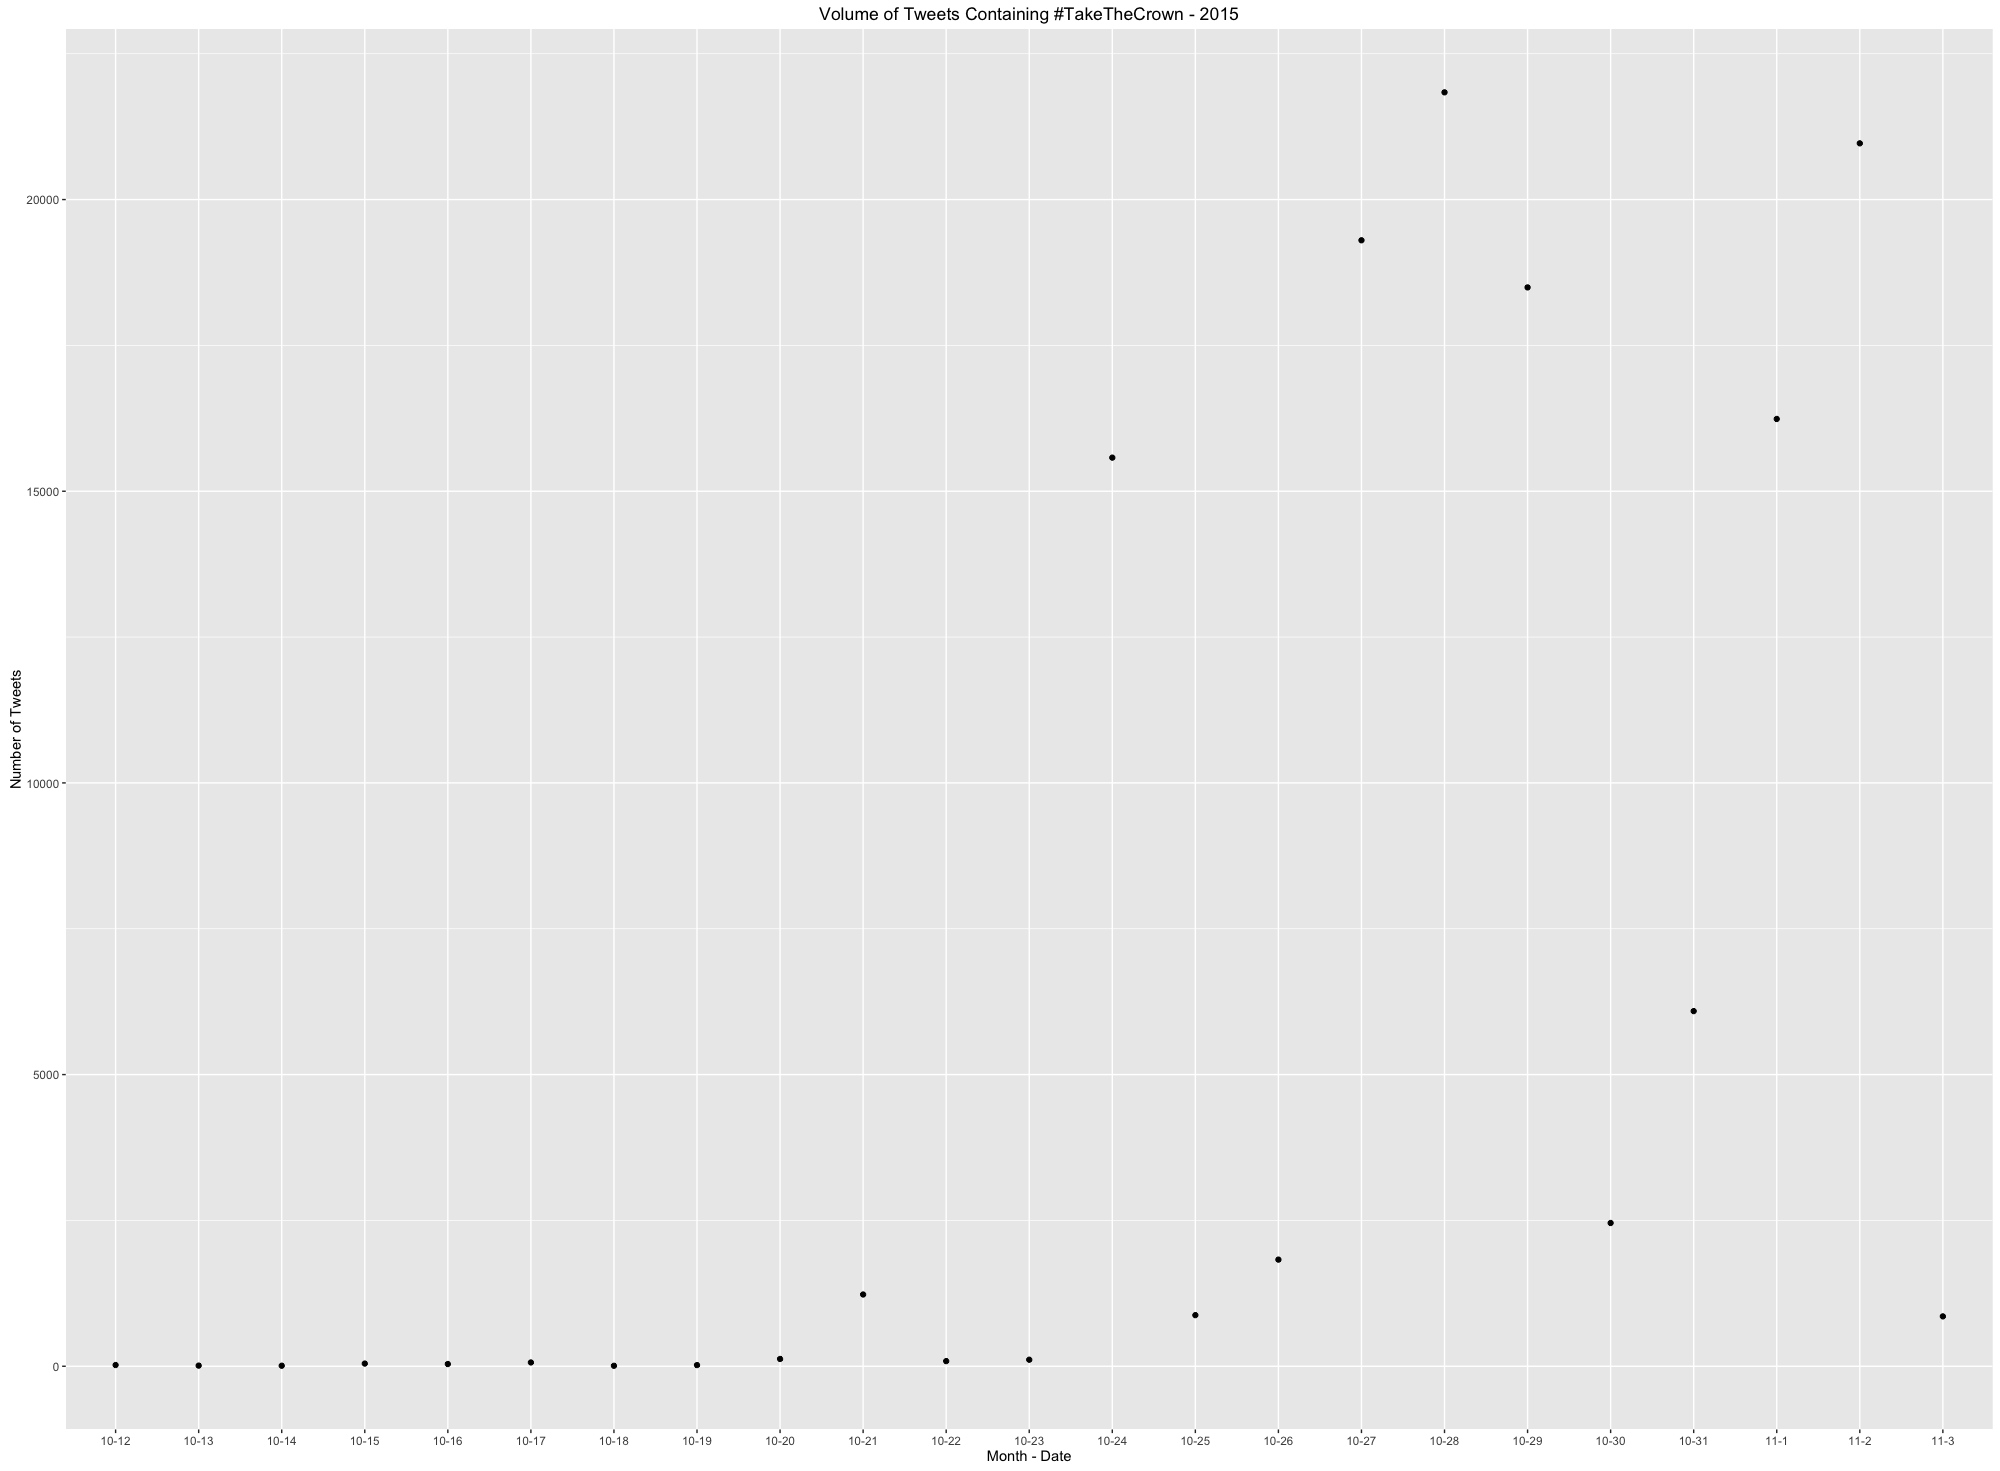 Volume of Tweets Containing #TakeTheCrown - 2015
Number of Tweets
20000
15000
10000
5000
0
10-12 10-13 10-14 10-15 10-16 10-17 10-18 10-19 10-20 10-21 10-22 10-23 10-24 10-25 10-26 10-27 10-28 10-29 10-30 10-31 11-1 11-2 11-3
Month - Date